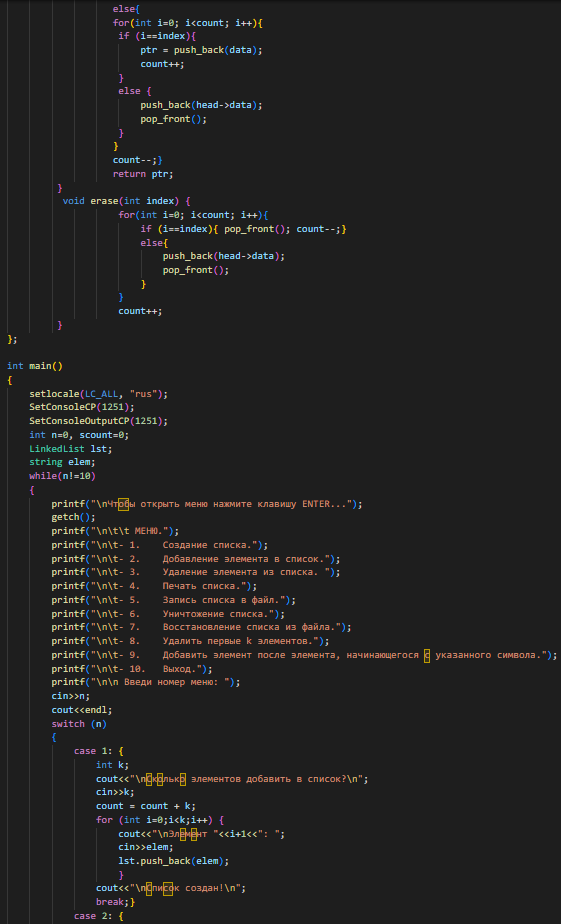 else{
for(int i=0; i<count; i++){
if (i==index){
ptr = push_back(data);
count++;
}
else {
push_back(head->data);
pop_front();
}
}
count--;}
return ptr;
}
void erase(int index) {
for(int i=0; i<count; i++){
if (i==index){ pop_front(); count--;}
else{
push_back(head->data);
pop_front();
}
}
count++;
}
};
int main()
{
setlocale(LC_ALL, "rus");
SetConsoleCP(1251);
SetConsoleOutputCP(1251);
int n=0, scount=0;
LinkedList lst;
string elem;
while(n!=10)
{
printf("\nЧтобы открыть меню нажмите клавишу ENTER...");
getch();
printf("\n\t\t МЕНЮ.");
printf("\n\t- 1.   Создание списка.");
printf("\n\t- 2.   Добавление элемента в список.");
printf("\n\t- 3.   Удаление элемента из списка. ");
printf("\n\t- 4.   Печать списка.");
printf("\n\t- 5.   Запись списка в файл.");
printf("\n\t- 6.   Уничтожение списка.");
printf("\n\t- 7.   Восстановление списка из файла.");
printf("\n\t- 8.   Удалить первые k элементов.");
printf("\n\t- 9.   Добавить элемент после элемента, начинающегося с указанного символа.");
printf("\n\t- 10.  Выход.");
printf("\n\n Введи номер меню: ");
cin>>n;
cout<<endl;
switch (n)
{
case 1: {
int k;
cout<<"\nСколько элементов добавить в список?\n";
cin>>k;
count = count + k;
for (int i=0;i<k;i++) {
cout<<"\nЭлемент "<<i+1<<": ";
cin>>elem;
lst.push_back(elem);
}
cout<<"\nСписок создан!\n";
break;}
case 2: {